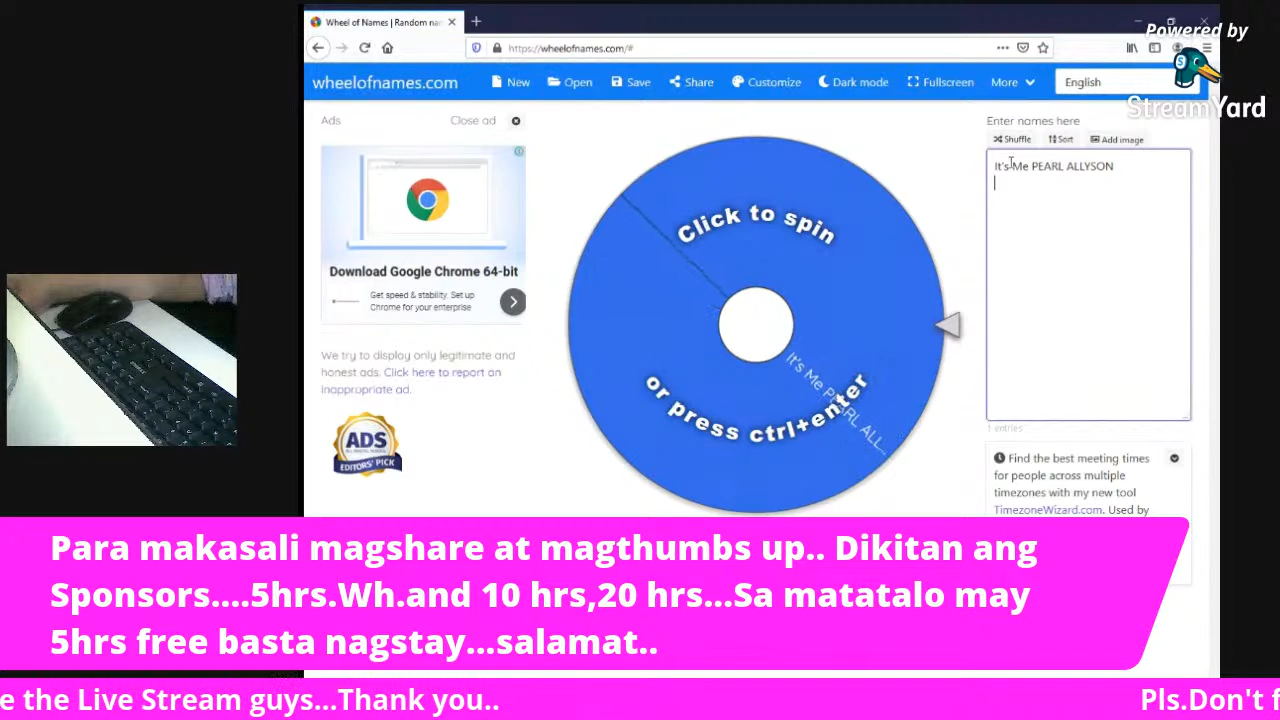 Wheel of Names | Random na
https://wheelofnames.com/#
Powered by
StreamYard
wheelofnames.com
New
Open
Save
Share
Customize
Dark mode
Fullscreen
More
English
Ads
Close ad
Download Google Chrome 64-bit
Get speed & stability. Set up
Chrome for your enterprise
We try to display only legitimate and
honest ads. Click here to report an
inappropriate ad.
ADS
EDITORS' PICK
Click to spin
or press ctrl+enter
It's Me PEARL ALL...
Enter names here
Shuffle
Sort
Add image
It's Me PEARL ALLYSON
1 entries
Find the best meeting times
for people across multiple
timezones with my new tool
TimezoneWizard.com. Used by
Para makasali magshare at magthumbs up.. Dikitan ang
Sponsors....5hrs.Wh.and 10 hrs,20 hrs...Sa matatalo may
5hrs free basta nagstay...salamat..
e the Live Stream guys...Thank you..
Pls.Don't f